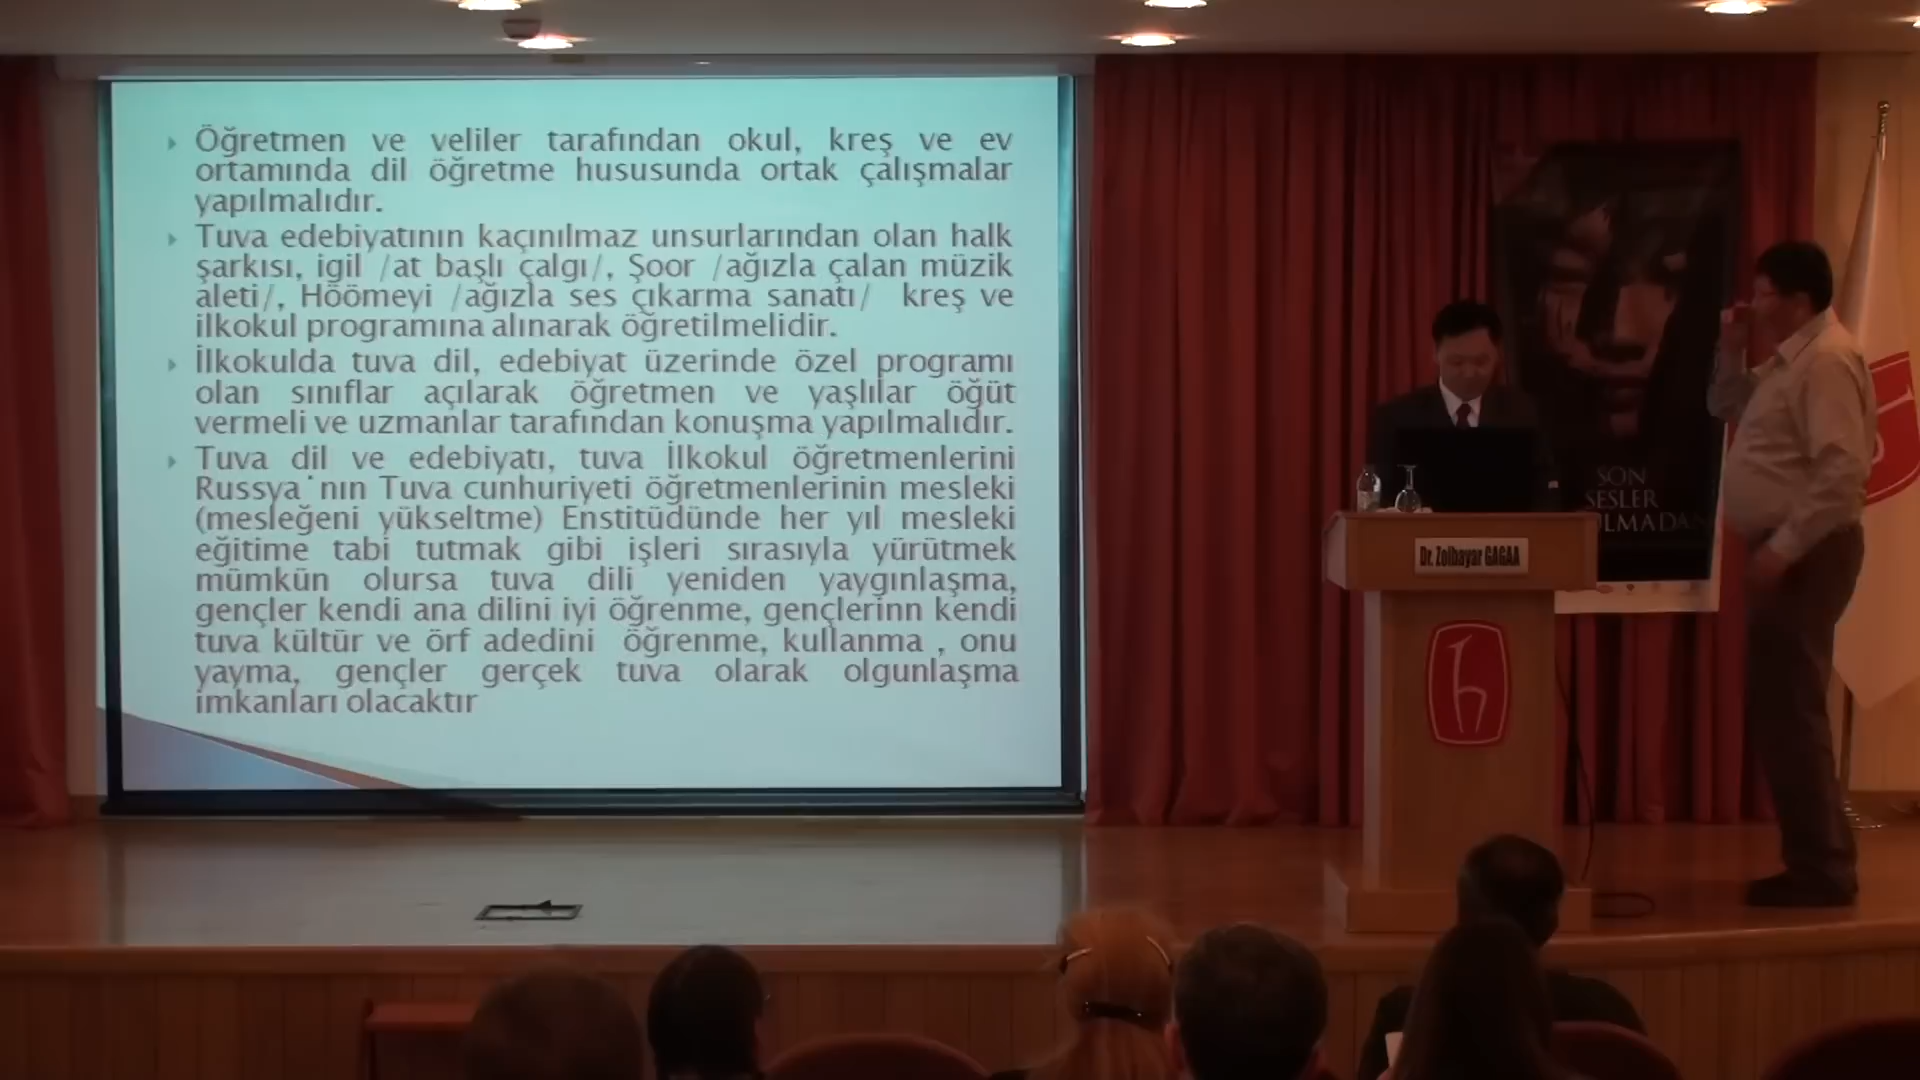 Öğretmen ve veliler tarafından okul, kreş ve ev
ortamında dil öğretme hususunda ortak çalışmalar
yapılmalıdır.
Tuva edebiyatının kaçınılmaz unsurlarından olan halk
şarkısı, igil /at başlı çalgı/, Şoor /ağızla çalan müzik
aleti/, Höömeyi /ağızla ses çıkarma sanatı/ kreş ve
ilkokul programına alınarak öğretilmelidir.
İlkokulda tuva dil, edebiyat üzerinde özel programı
olan sınıflar açılarak öğretmen ve yaşlılar öğüt
vermeli ve uzmanlar tarafından konuşma yapılmalıdır.
Tuva dil ve edebiyatı, tuva İlkokul öğretmenlerini
Russya˙nın Tuva cunhuriyeti öğretmenlerinin mesleki
(mesleğeni yükseltme) Enstitüdünde her yıl mesleki
eğitime tabi tutmak gibi işleri sırasıyla yürütmek
mümkün olursa tuva dili yeniden yaygınlaşma,
gençler kendi ana dilini iyi öğrenme, gençlerinn kendi
tuva kültür ve örf adedini öğrenme, kullanma , onu
yayma, gençler gerçek tuva olarak olgunlaşma
imkanları olacaktır
SON
SESLER
Dr. Zolbayar GAGAA